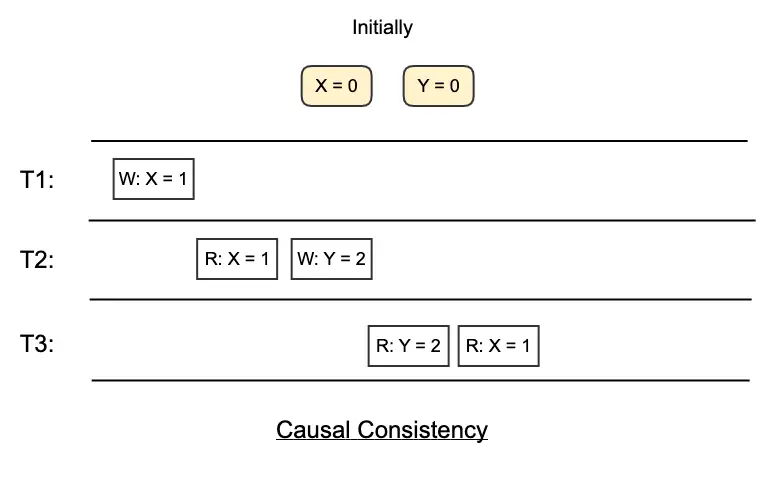 Initially
X = 0 Y = 0
T1: W: X = 1
T2: R: X = 1 W: Y = 2
T3: R: Y = 2 R: X = 1
Causal Consistency